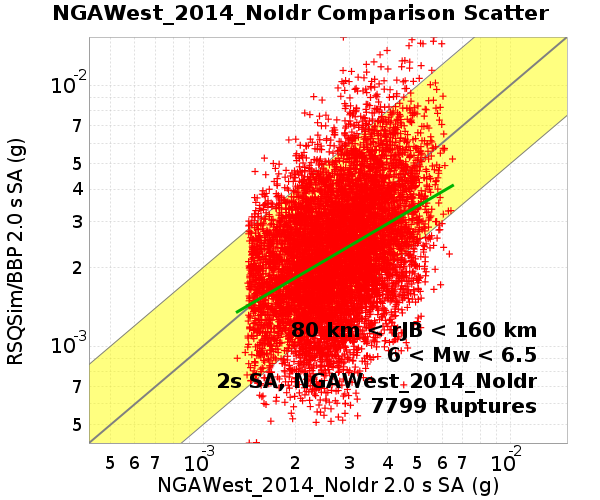 NGAWest_2014_NoIdr Comparison Scatter
RSQSim/BBP 2.0 s SA (g)
10-2
7
5
4
3
2
10-3
7
5
80 km < rJB < 160 km
6 < Mw < 6.5
2s SA, NGAWest_2014_NoIdr
7799 Ruptures
5 6 7 10-3 2 3 4 5 6 7 10-2
NGAWest_2014_NoIdr 2.0 s SA (g)